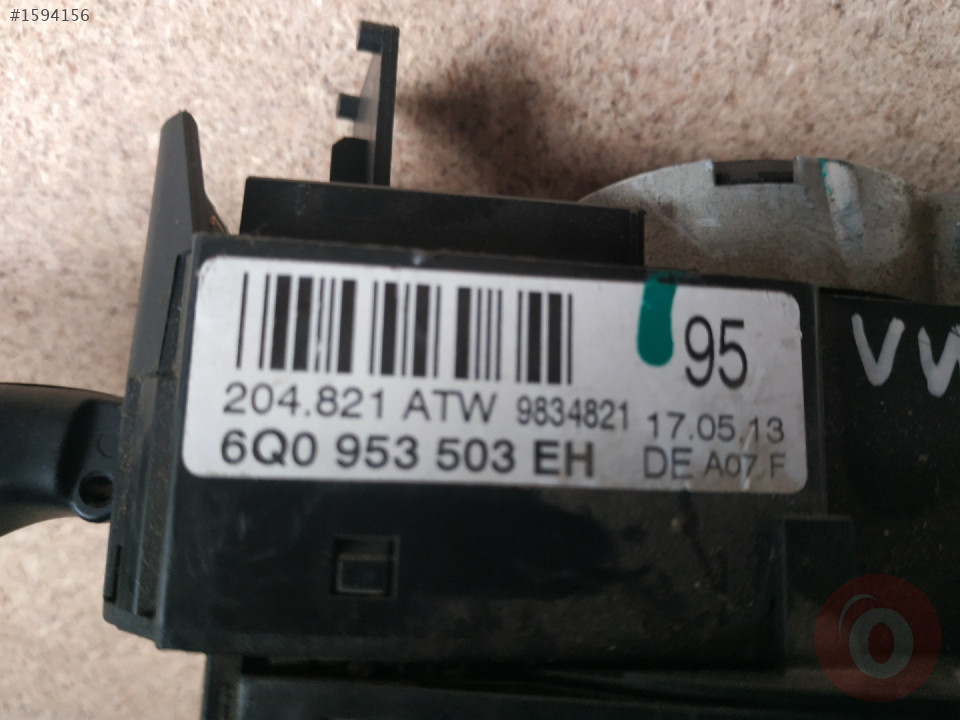 #1594156
95
204.821 ATW 9834821 17.05.13
6Q0 953 503 EH DE A07 F
VW
O